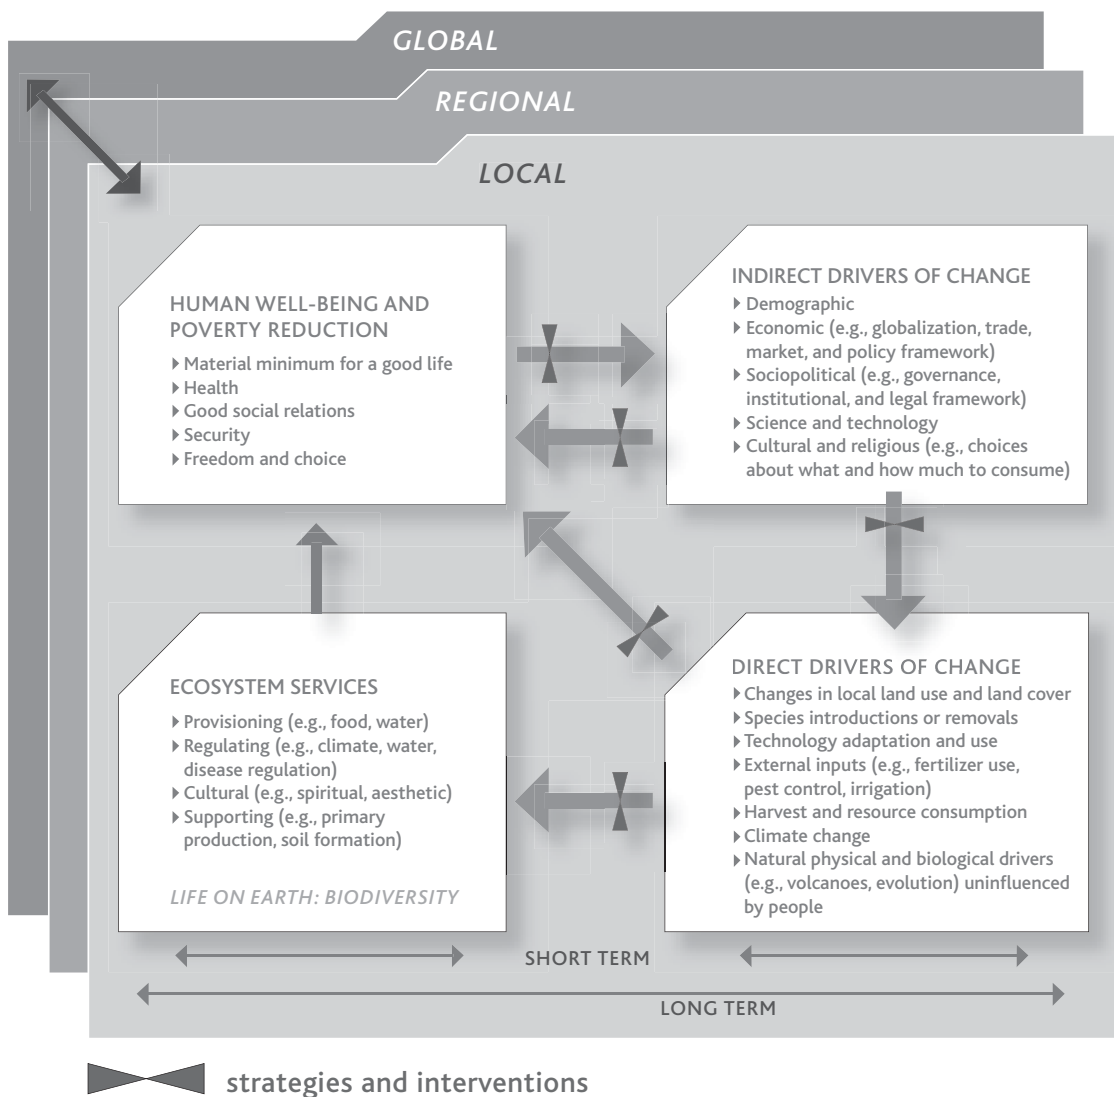 GLOBAL
REGIONAL
LOCAL
HUMAN WELL-BEING AND
POVERTY REDUCTION
Material minimum for a good life
Health
Good social relations
Security
Freedom and choice
INDIRECT DRIVERS OF CHANGE
Demographic
Economic (e.g., globalization, trade,
market, and policy framework)
Sociopolitical (e.g., governance,
institutional, and legal framework)
Science and technology
Cultural and religious (e.g., choices
about what and how much to consume)
ECOSYSTEM SERVICES
Provisioning (e.g., food, water)
Regulating (e.g., climate, water,
disease regulation)
Cultural (e.g., spiritual, aesthetic)
Supporting (e.g., primary
production, soil formation)
LIFE ON EARTH: BIODIVERSITY
DIRECT DRIVERS OF CHANGE
Changes in local land use and land cover
Species introductions or removals
Technology adaptation and use
External inputs (e.g., fertilizer use,
pest control, irrigation)
Harvest and resource consumption
Climate change
Natural physical and biological drivers
(e.g., volcanoes, evolution) uninfluenced
by people
SHORT TERM
LONG TERM
strategies and interventions